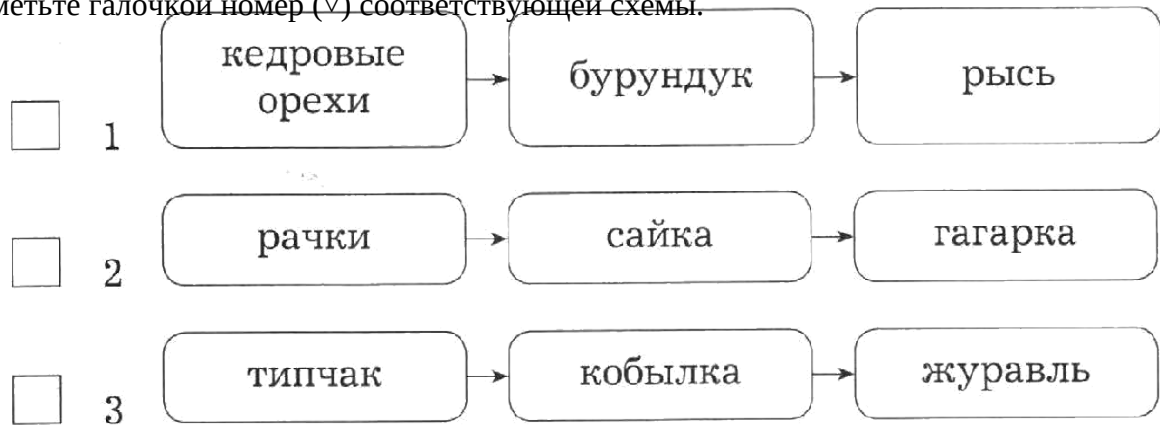 метьте галочкой номер (√) соответствующей схемы.
кедровые
орехи
бурундук
рысь
1
рачки
сайка
гагарка
2
типчак
кобылка
журавль
3